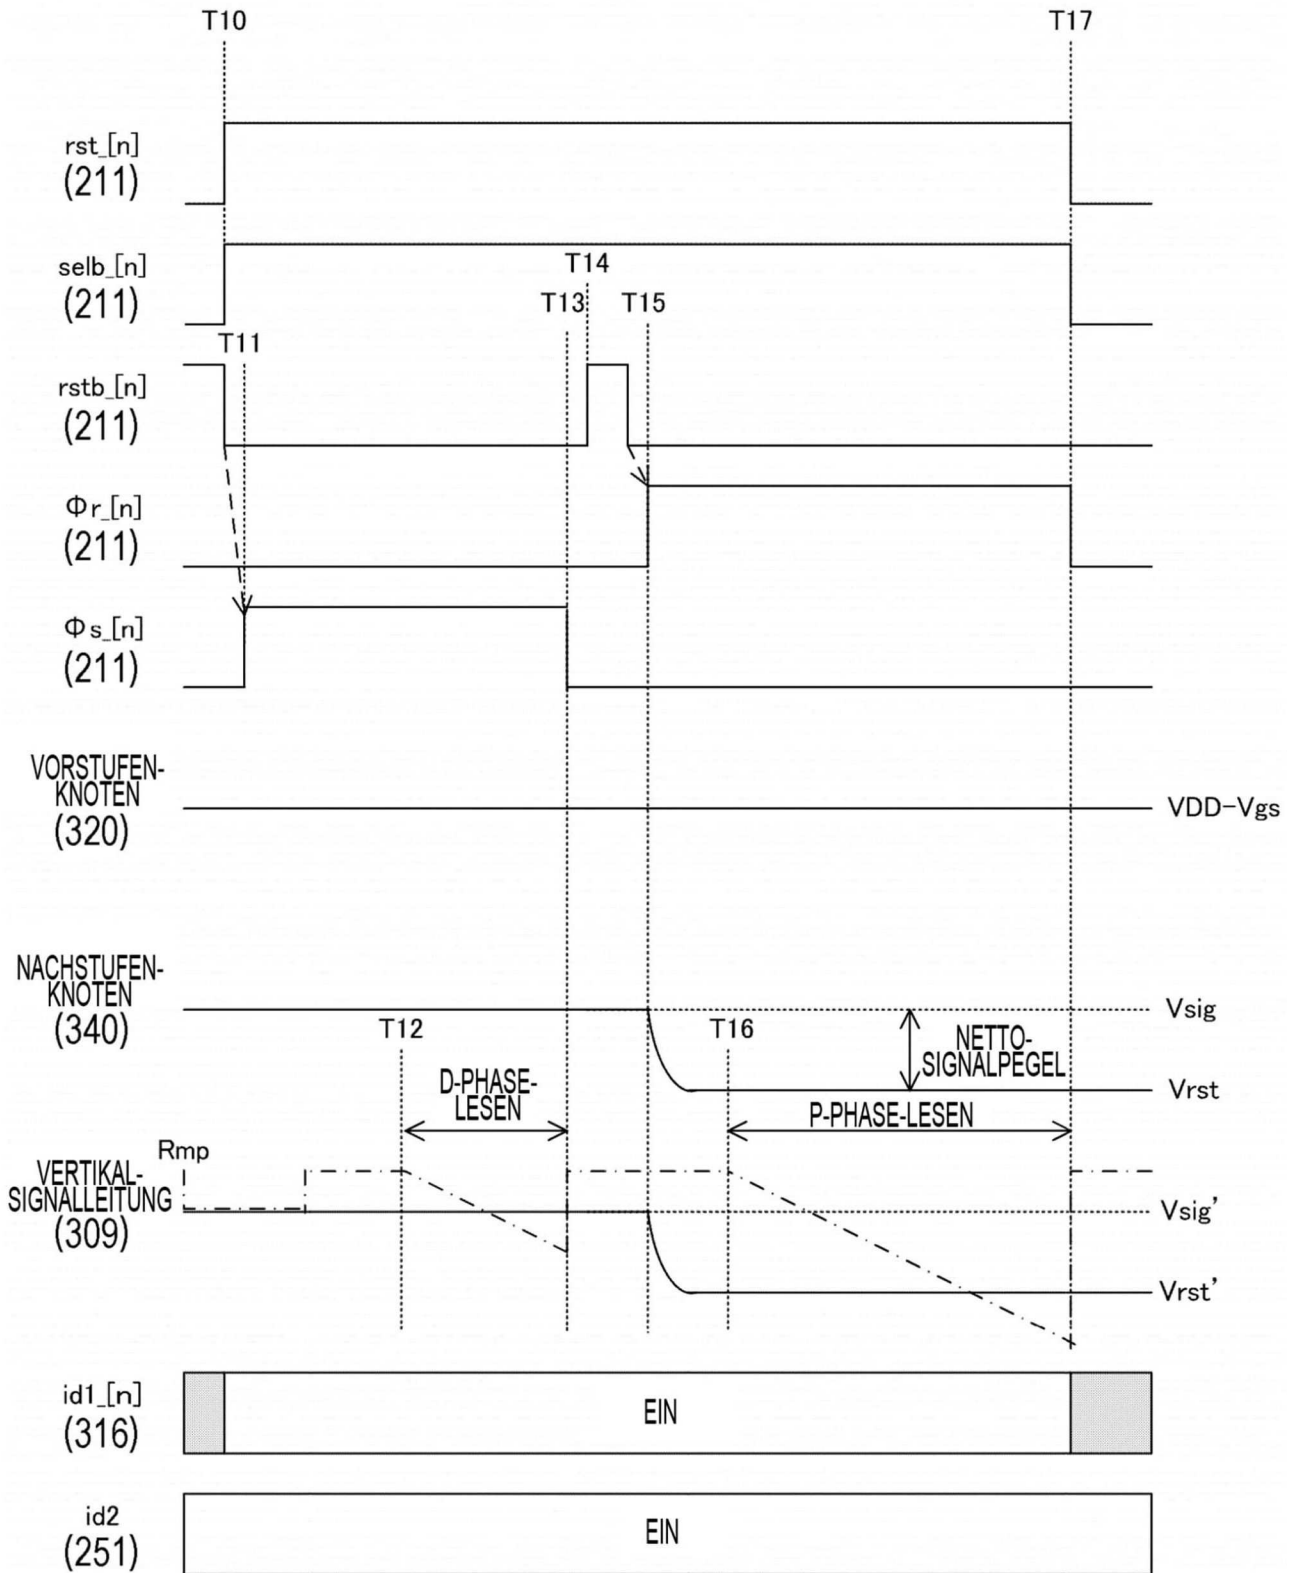 T10
T17
rst_[n]
(211)
selb_[n]
(211)
T14
T13
T15
T11
rstb_[n]
(211)
Φr_[n]
(211)
Φs_[n]
(211)
VORSTUFEN-
KNOTEN
(320)
VDD-Vgs
NACHSTUFEN-
KNOTEN
(340)
Vsig
T12
T16
NETTO-
SIGNALPEGEL
D-PHASE-
LESEN
Vrst
P-PHASE-LESEN
Rmp
VERTIKAL-
SIGNALLEITUNG
(309)
Vsig'
Vrst'
id1_[n]
(316)
EIN
id2
(251)
EIN